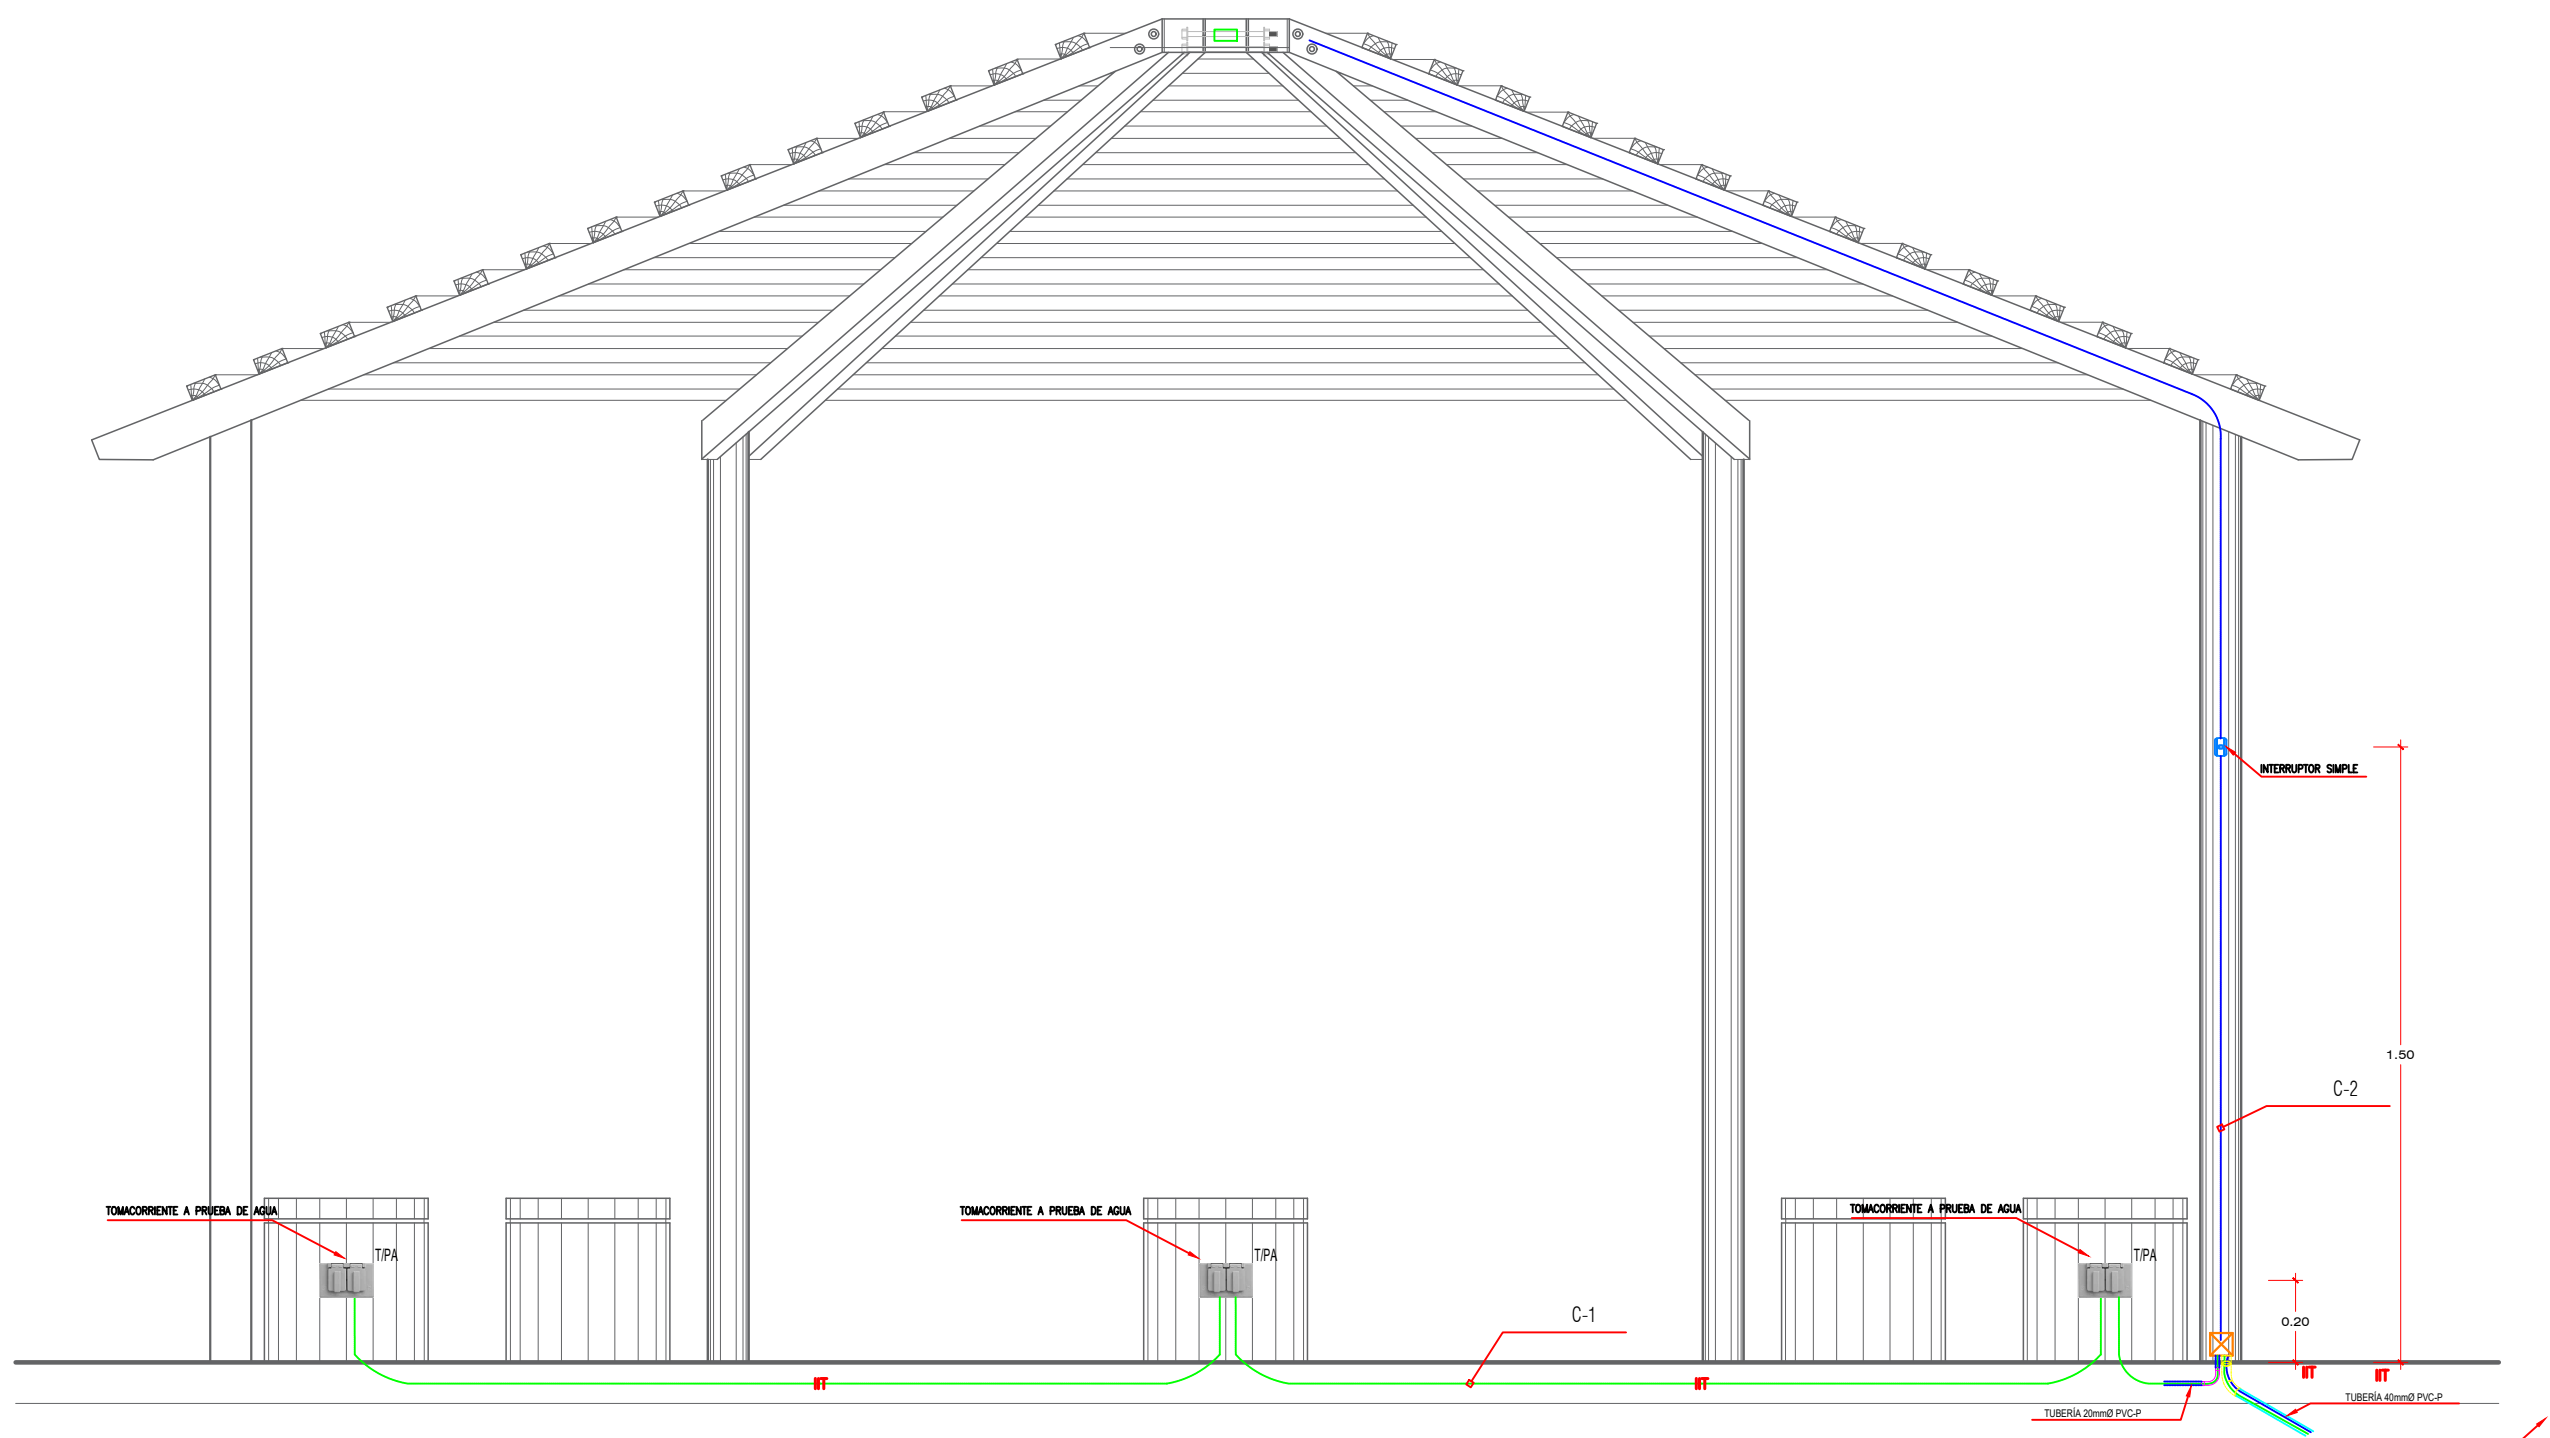 INTERRUPTOR SIMPLE
1.50
C-2
TOMACORRIENTE A PRUEBA DE AGUA
TOMACORRIENTE A PRUEBA DE AGUA
TOMACORRIENTE A PRUEBA DE AGUA
T/PA
T/PA
T/PA
C-1
0.20
IIT
IIT
IIT
IIT
TUBERÍA 40mmØ PVC-P
TUBERÍA 20mmØ PVC-P